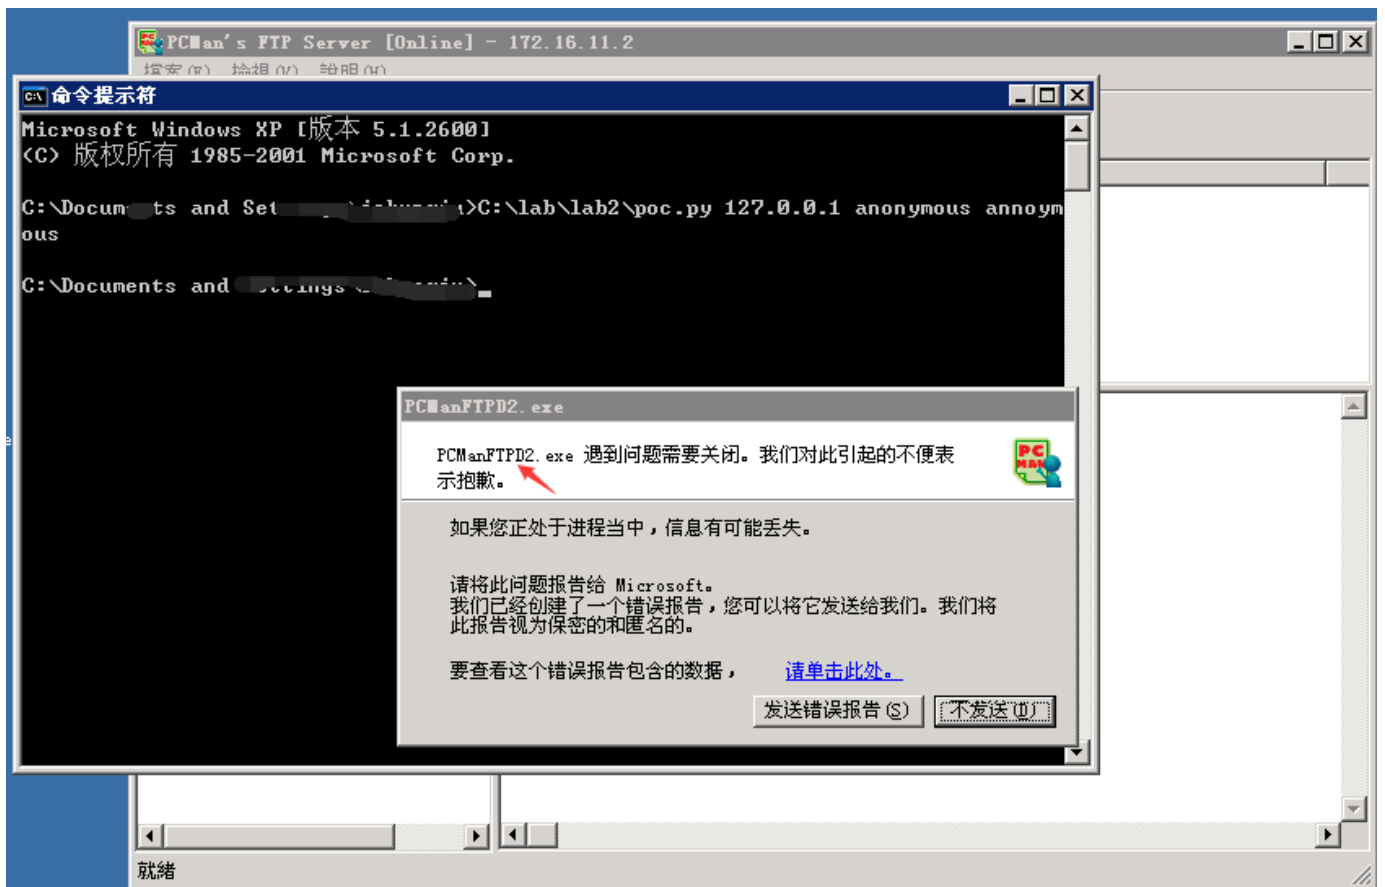 PCMan's FTP Server [Online] - 172.16.11.2
命令提示符
Microsoft Windows XP [版本 5.1.2600]
(C) 版权所有 1985-2001 Microsoft Corp.
C:\Docum ts and Set >C:\lab\lab2\poc.py 127.0.0.1 anonymous annoym
ous
C:\Documents and
PCManFTPD2.exe
PCManFTPD2.exe 遇到问题需要关闭。我们对此引起的不便表
示抱歉。
PC
MAN
如果您正处于进程当中，信息有可能丢失。
请将此问题报告给 Microsoft。
我们已经创建了一个错误报告，您可以将它发送给我们。我们将
此报告视为保密的和匿名的。
要查看这个错误报告包含的数据， 请单击此处。
发送错误报告(S) 不发送(D)
就緒